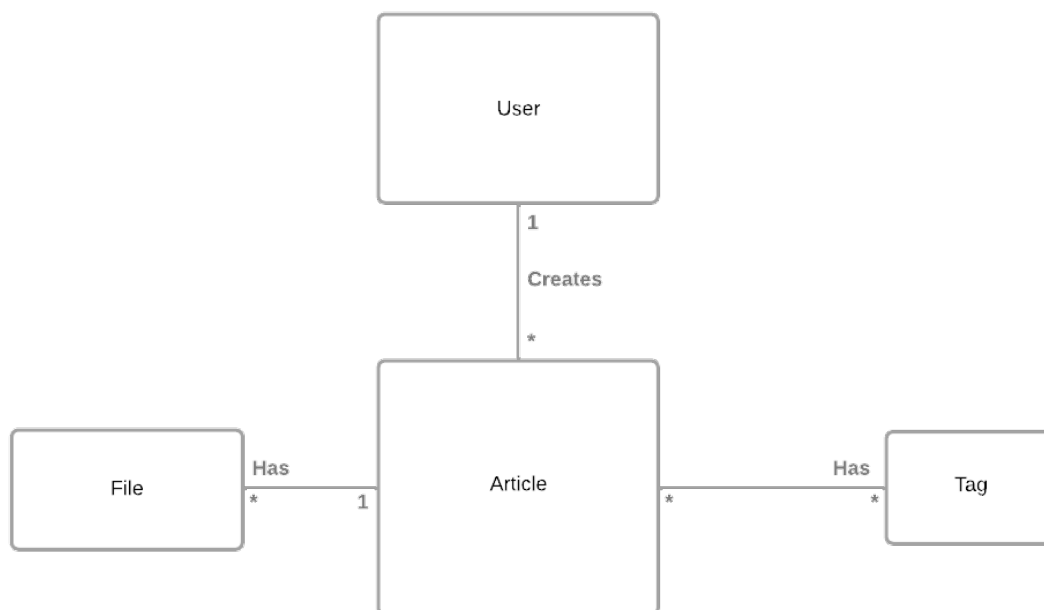 User
1
Creates
*
Has
Has
File
Article
Tag
*
1
*
*